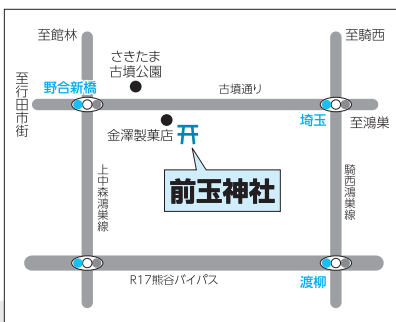 至館林
至騎西
さきたま
古墳公園
至行田市街
野合新橋
古墳通り
埼玉
至鴻巣
金澤製菓店
前玉神社
上中森鴻巣線
騎西鴻巣線
R17熊谷バイパス
渡柳